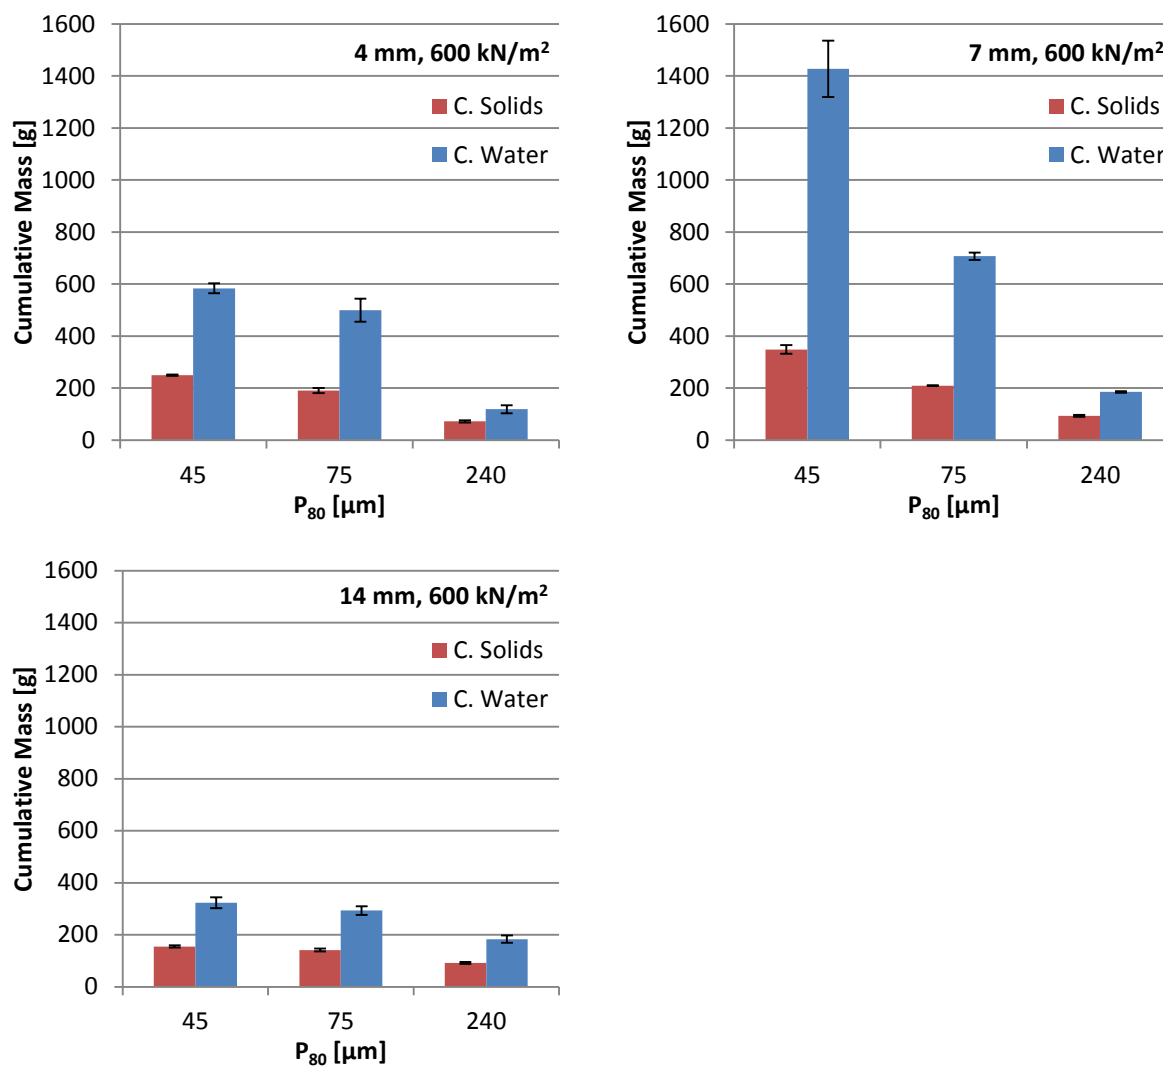 4 mm, 600 kN/m²
C. Solids
C. Water
Cumulative Mass [g]
1600
1400
1200
1000
800
600
400
200
0
45 75 240
P₈₀ [µm]
7 mm, 600 kN/m²
C. Solids
C. Water
Cumulative Mass [g]
1600
1400
1200
1000
800
600
400
200
0
45 75 240
P₈₀ [µm]
14 mm, 600 kN/m²
C. Solids
C. Water
Cumulative Mass [g]
1600
1400
1200
1000
800
600
400
200
0
45 75 240
P₈₀ [µm]